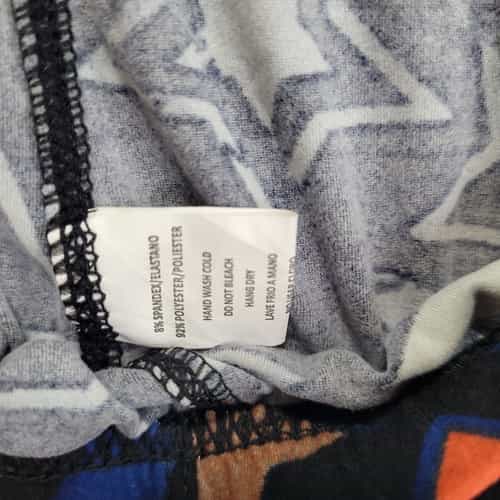 8% SPANDEX/ELASTANO
92% POLYESTER/POLIESTER
HAND WASH COLD
DO NOT BLEACH
HANG DRY
LAVE FRIO A MANO